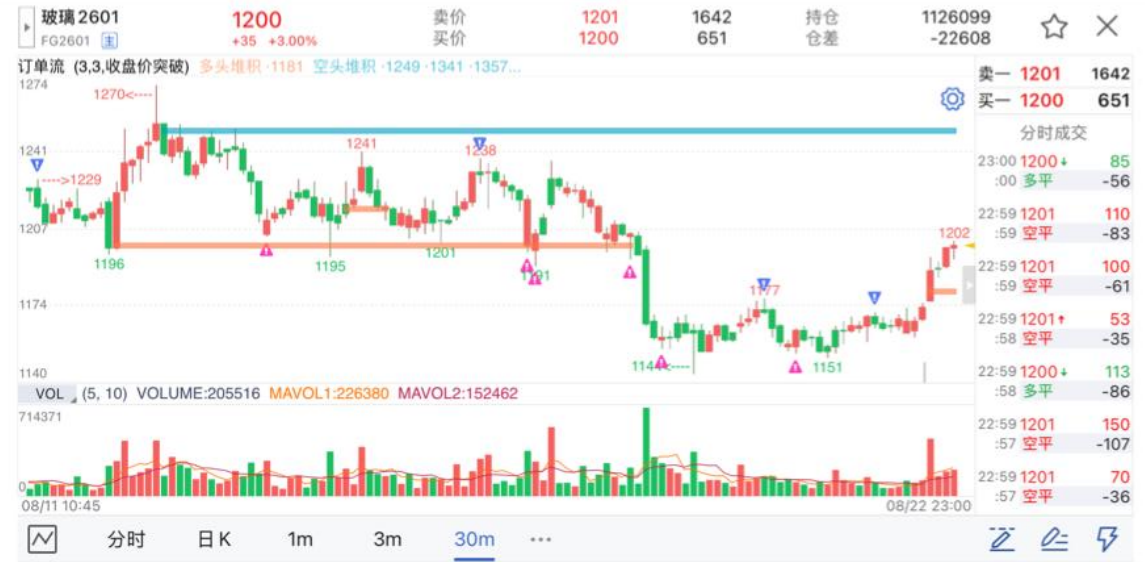 玻璃2601 1200 卖价 1201 1642 持仓 1126099
FG2601 主 +35 +3.00% 买价 1200 651 仓差 -22608
订单流 (3,3,收盘价突破) 多头堆积 ·1181 空头堆积 ·1249 ·1341 ·1357...
卖一 1201 1642
买一 1200 651
分时成交
23:00 1200↓ 85
:00 多平 -56
22:59 1201 110
:59 空平 -83
22:59 1201 100
:59 空平 -61
22:59 1201↑ 53
:58 空平 -35
22:59 1200↓ 113
:58 多平 -86
22:59 1201 150
:57 空平 -107
22:59 1201 70
:57 空平 -36
1274
1270<----
1241
1241
1238
---->1229
1207
1202
1196
1195
1201
1174
1177
1151
1140
VOL (5, 10) VOLUME:205516 MAVOL1:226380 MAVOL2:152462
714371
0
08/11 10:45 08/22 23:00
分时 日K 1m 3m 30m ···